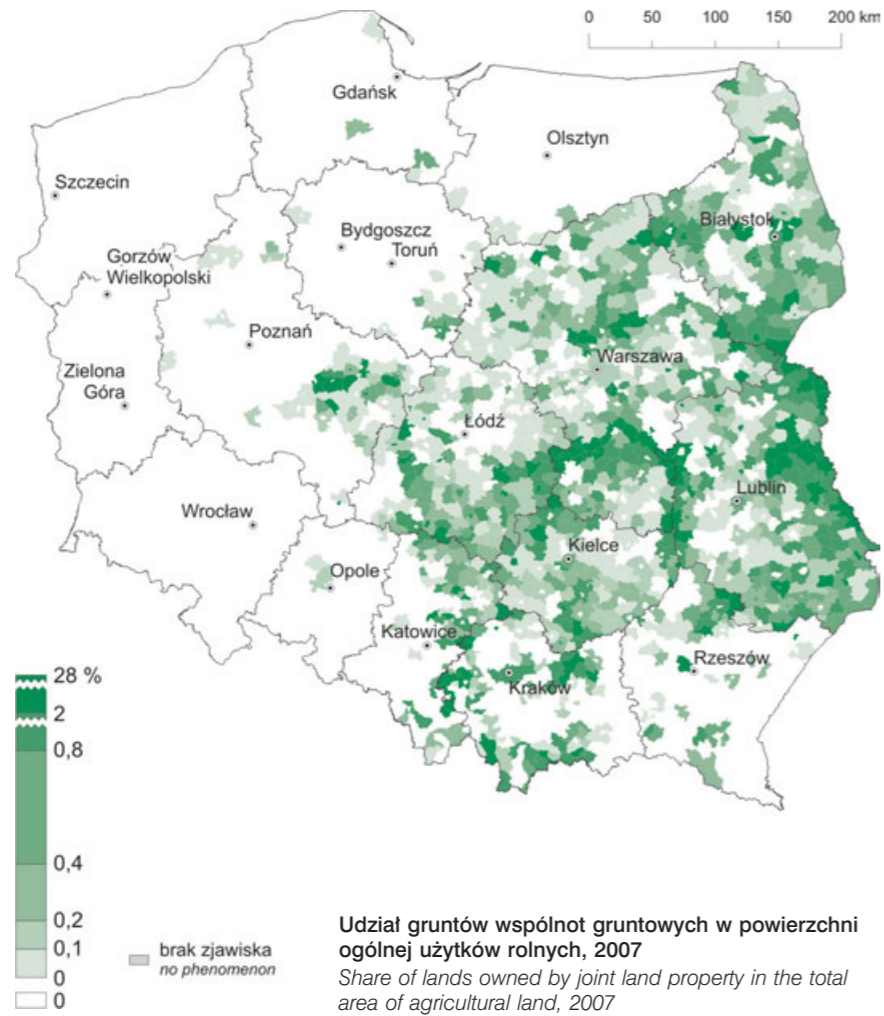 0 50 100 150 200 km
Gdańsk
Olsztyn
Szczecin
Białystok
Bydgoszcz
Toruń
Gorzów
Wielkopolski
Poznań
Warszawa
Zielona
Góra
Łódź
Wrocław
Lublin
Kielce
Opole
Katowice
Rzeszów
Kraków
28 %
2
0,8
0,4
0,2
0,1
0
0
brak zjawiska
no phenomenon
Udział gruntów wspólnot gruntowych w powierzchni
ogólnej użytków rolnych, 2007
Share of lands owned by joint land property in the total
area of agricultural land, 2007